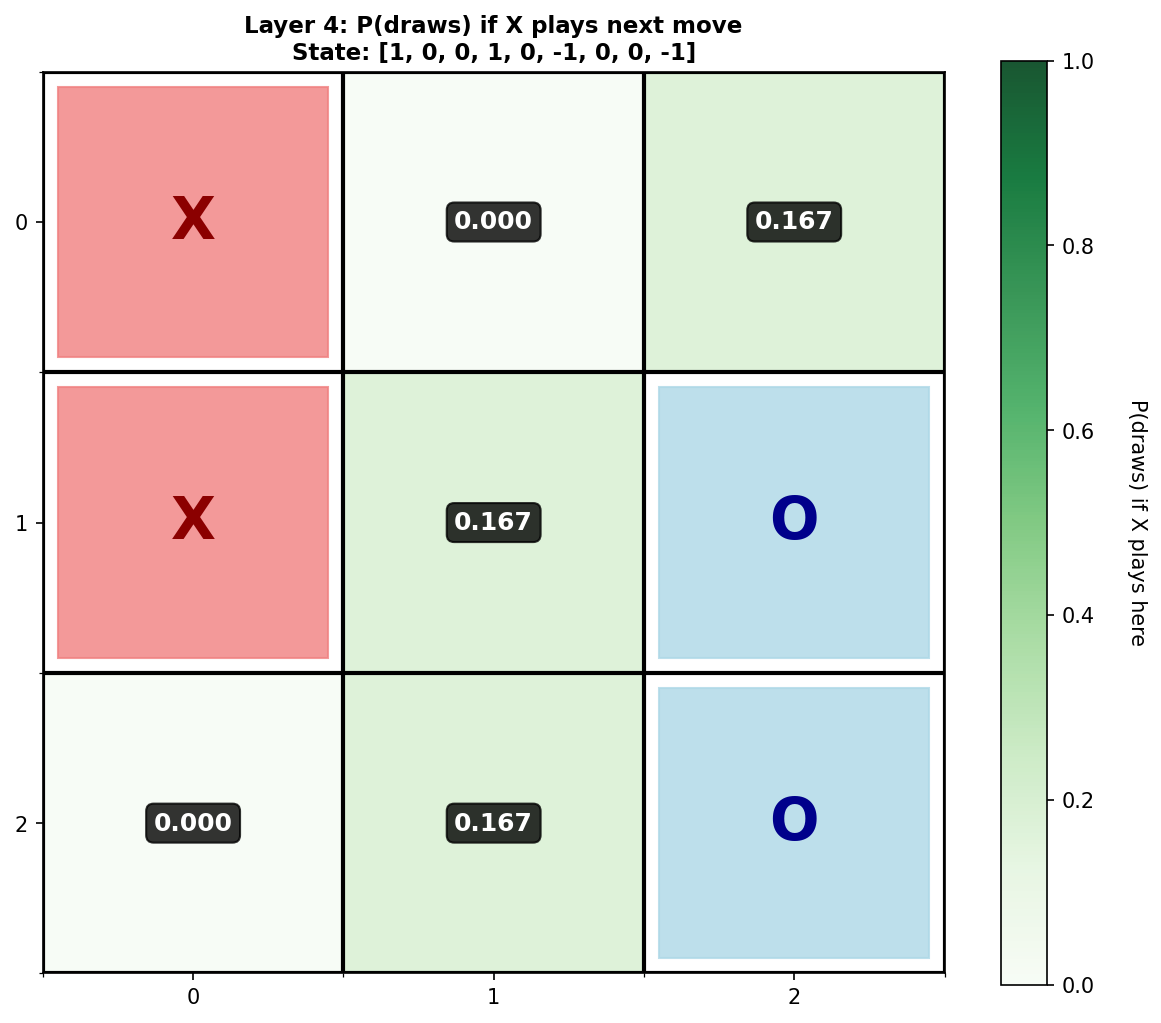 Layer 4: P(draws) if X plays next move
State: [1, 0, 0, 1, 0, -1, 0, 0, -1]
1.0
0.8
0.6
0.4
0.2
0.0
P(draws) if X plays here
0
X
0.000
0.167
1
X
0.167
O
2
0.000
0.167
O
0
1
2